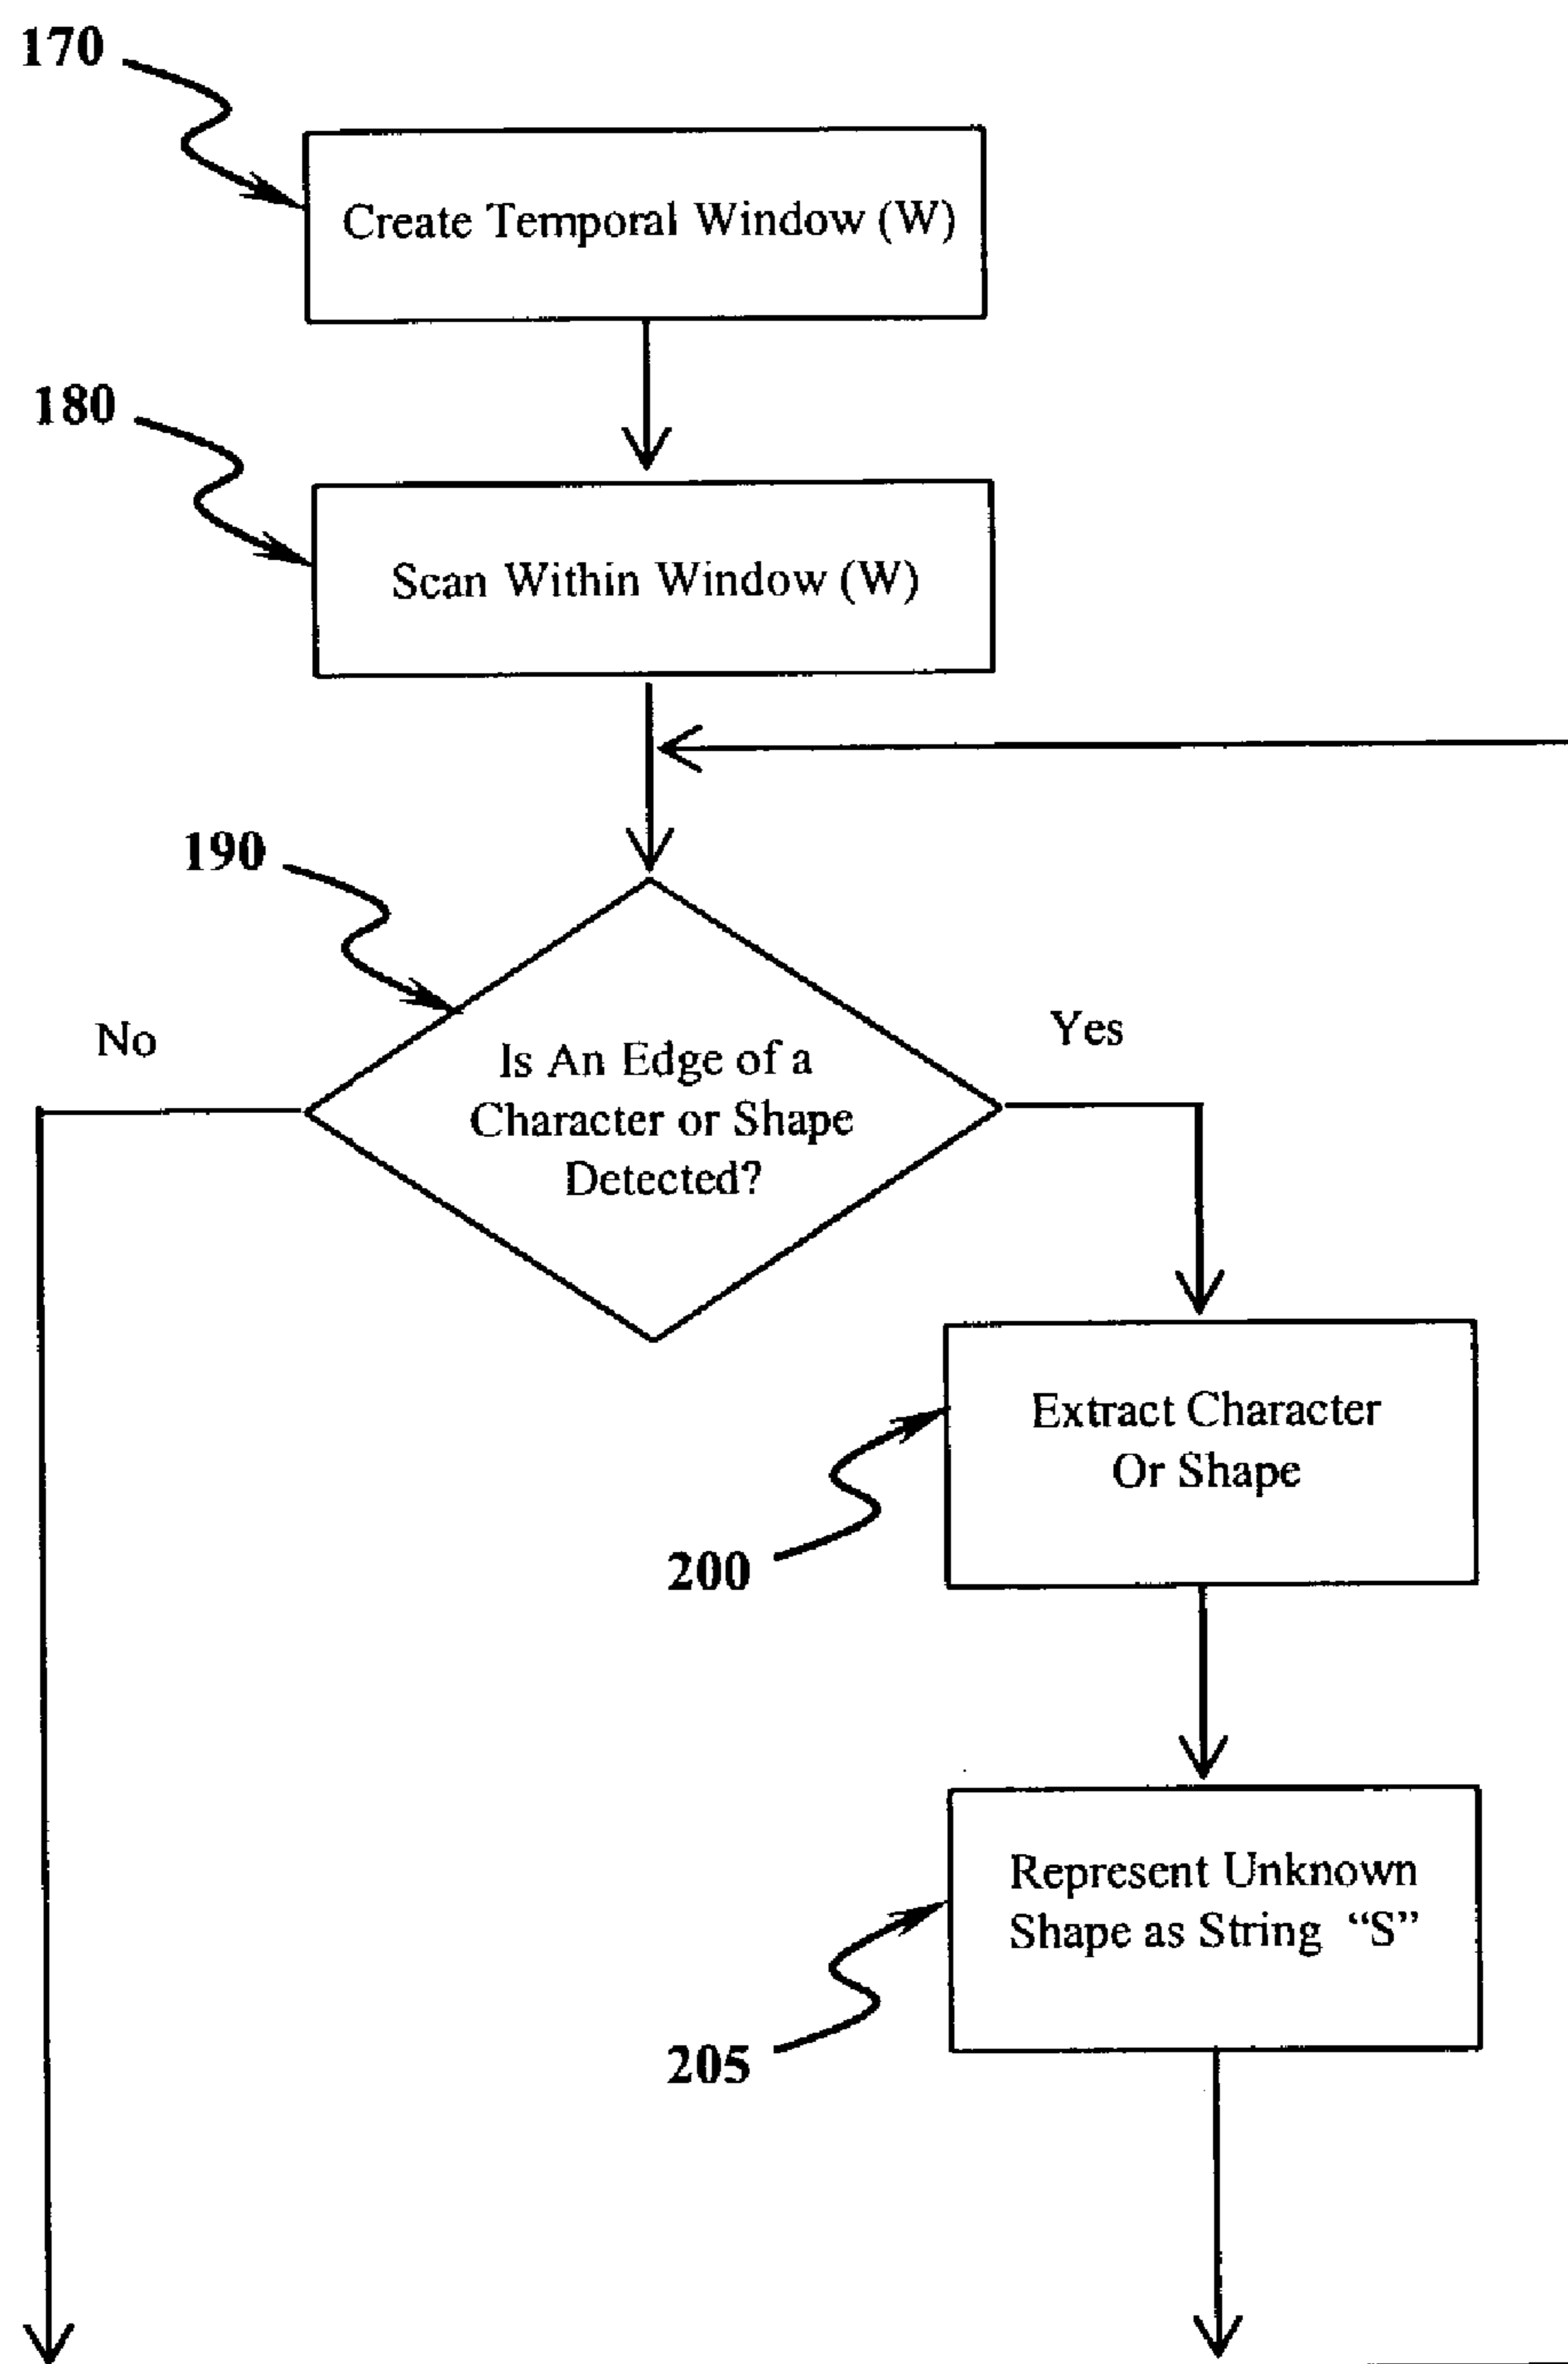 170
Create Temporal Window (W)
180
Scan Within Window (W)
190
No
Yes
Is An Edge of a
Character or Shape
Detected?
Extract Character
Or Shape
200
Represent Unknown
Shape as String “S”
205